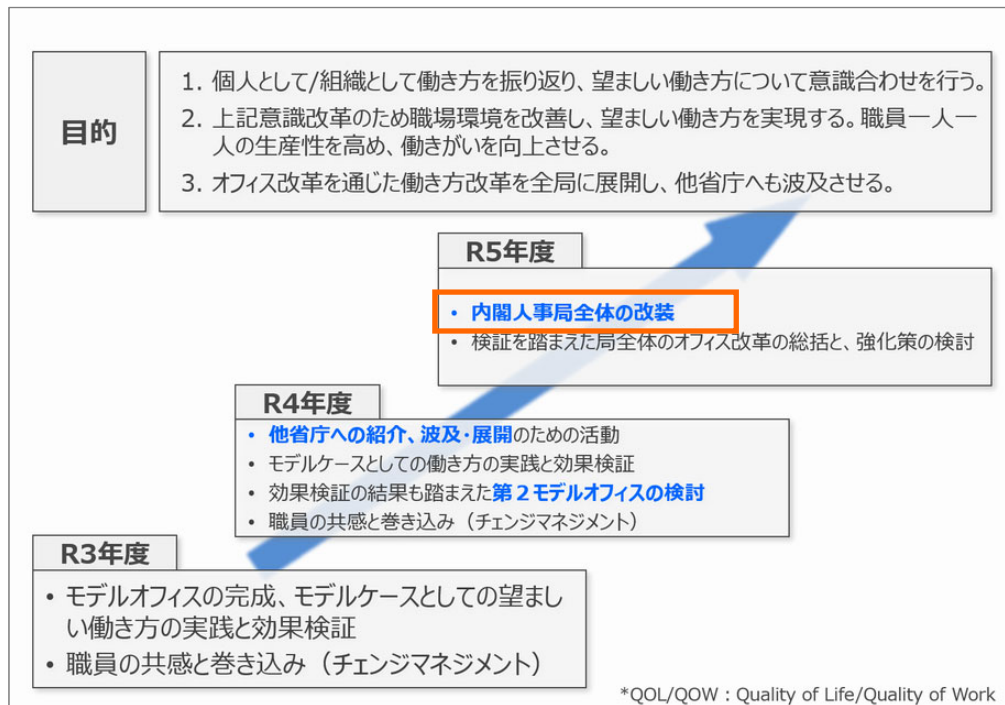 目的
1. 個人として/組織として働き方を振り返り、望ましい働き方について意識合わせを行う。
2. 上記意識改革のため職場環境を改善し、望ましい働き方を実現する。職員一人一
人の生産性を高め、働きがいを向上させる。
3. オフィス改革を通じた働き方改革を全局に展開し、他省庁へも波及させる。
R5年度
• 内閣人事局全体の改装
• 検証を踏まえた局全体のオフィス改革の総括と、強化策の検討
R4年度
• 他省庁への紹介、波及・展開のための活動
• モデルケースとしての働き方の実践と効果検証
• 効果検証の結果も踏まえた第２モデルオフィスの検討
• 職員の共感と巻き込み（チェンジマネジメント）
R3年度
• モデルオフィスの完成、モデルケースとしての望まし
い働き方の実践と効果検証
• 職員の共感と巻き込み（チェンジマネジメント）
*QOL/QOW：Quality of Life/Quality of Work